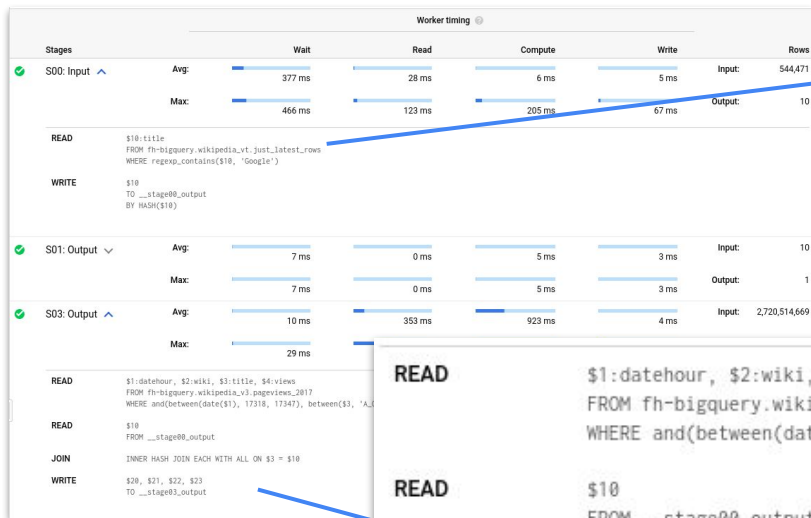 Worker timing
Stages Wait Read Compute Write Rows
S00: Input Avg: 377 ms 28 ms 6 ms 5 ms Input: 544,471
Max: 466 ms 123 ms 205 ms 67 ms Output: 10
READ $10:title
FROM fh-bigquery.wikipedia_vt.just_latest_rows
WHERE regexp_contains($10, 'Google')
WRITE $10
TO __stage00_output
BY HASH($10)
S01: Output Avg: 7 ms 0 ms 5 ms 3 ms Input: 10
Max: 7 ms 0 ms 5 ms 3 ms Output: 1
S03: Output Avg: 10 ms 353 ms 923 ms 4 ms Input: 2,720,514,669
Max: 29 ms
READ $1:datehour, $2:wiki, $3:title, $4:views
FROM fh-bigquery.wikipedia_v3.pageviews_2017
WHERE and(between(date($1), 17318, 17347), between($3, 'A_
READ $10
FROM __stage00_output
JOIN INNER HASH JOIN EACH WITH ALL ON $3 = $10
WRITE $20, $21, $22, $23
TO __stage03_output
READ $1:datehour, $2:wiki,
FROM fh-bigquery.wiki
WHERE and(between(dat
READ $10
FROM __stage00_output